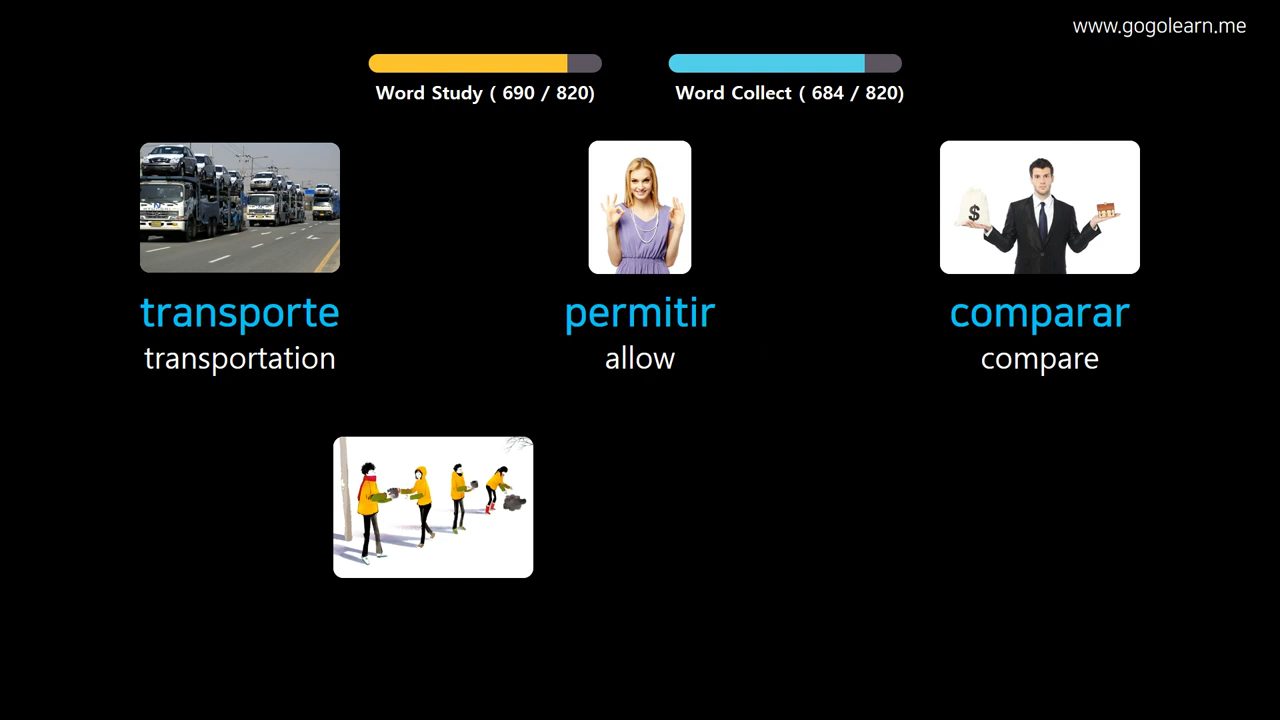 www.gogolearn.me
Word Study ( 690 / 820)
Word Collect ( 684 / 820)
transporte
transportation
permitir
allow
comparar
compare